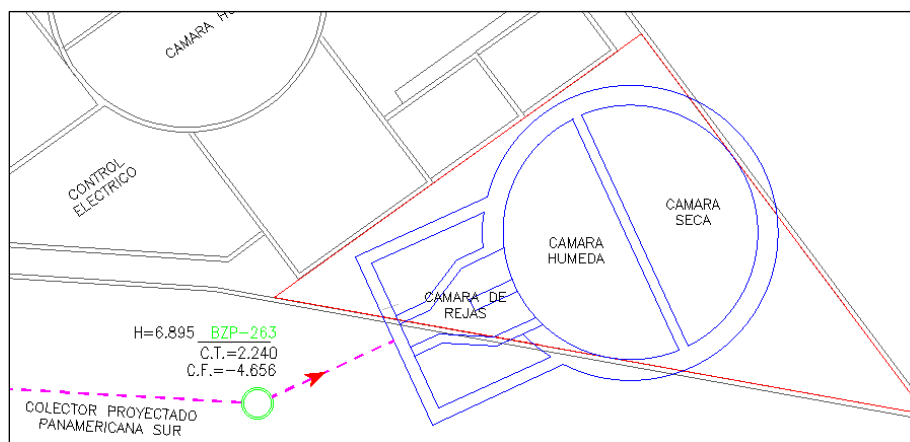 CAMARA HU
CONTROL
ELECTRICO
CAMARA
SECA
CAMARA
HUMEDA
CAMARA DE
REJAS
H=6.895 BZP-263
C.T.=2.240
C.F.=-4.656
COLECTOR PROYECTADO
PANAMERICANA SUR